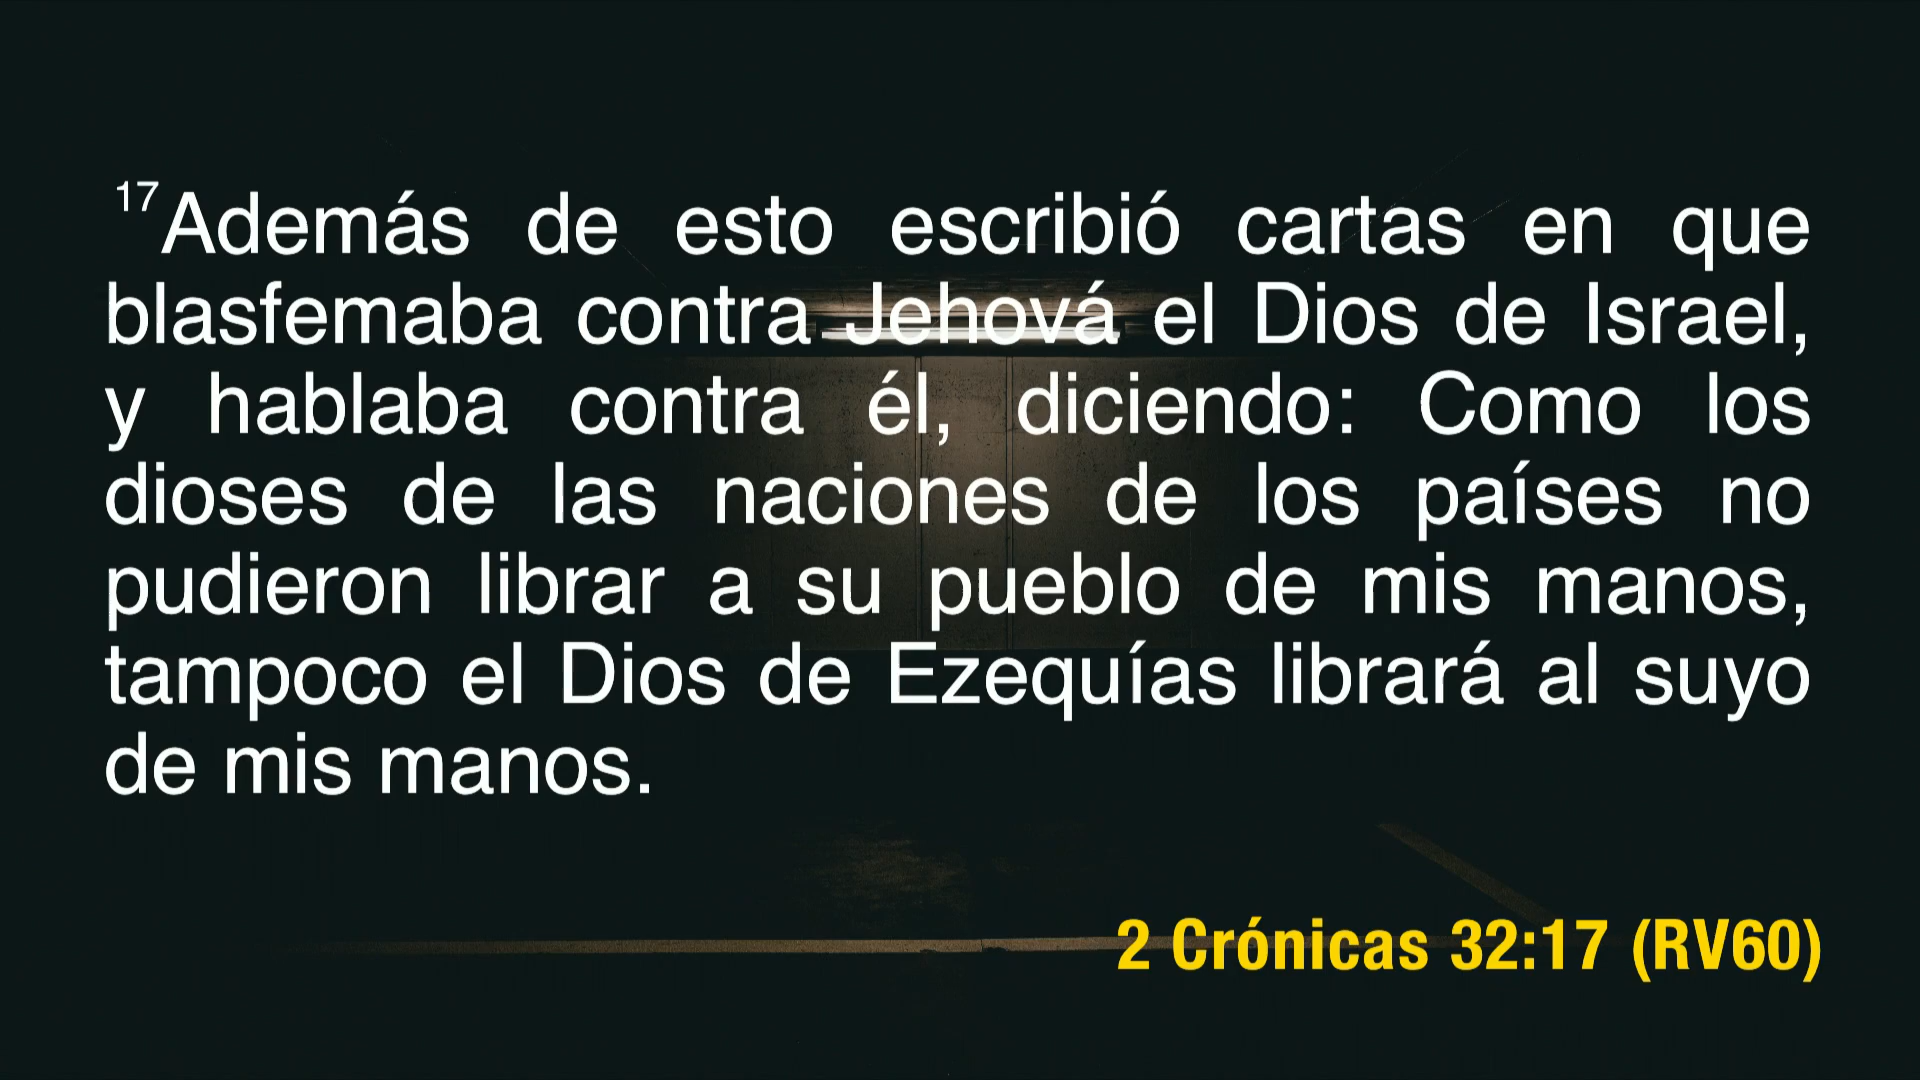 17Además de esto escribió cartas en que
blasfemaba contra Jehová el Dios de Israel,
y hablaba contra él, diciendo: Como los
dioses de las naciones de los países no
pudieron librar a su pueblo de mis manos,
tampoco el Dios de Ezequías librará al suyo
de mis manos.
2 Crónicas 32:17 (RV60)